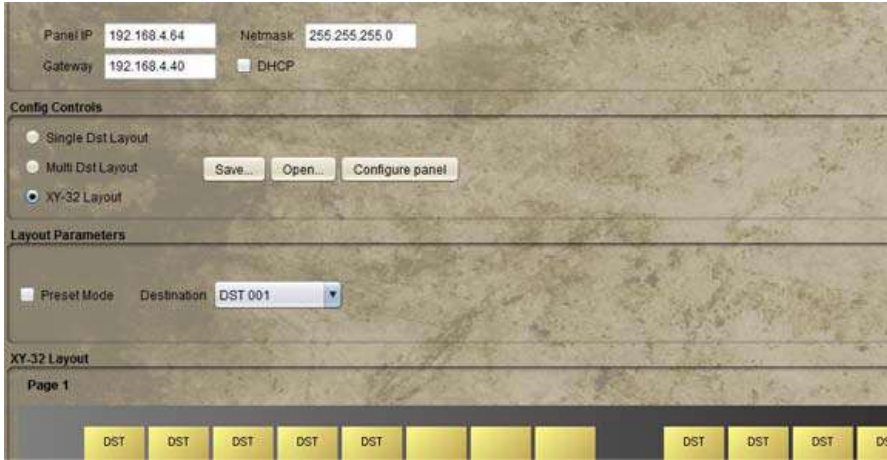 Panel IP 192.168.4.64 Netmask 255.255.255.0
Gateway 192.168.4.40 DHCP
Config Controls
Single Dst Layout
Multi Dst Layout Save... Open... Configure panel
XY-32 Layout
Layout Parameters
Preset Mode Destination DST 001
XY-32 Layout
Page 1
DST DST DST DST DST DST DST DST